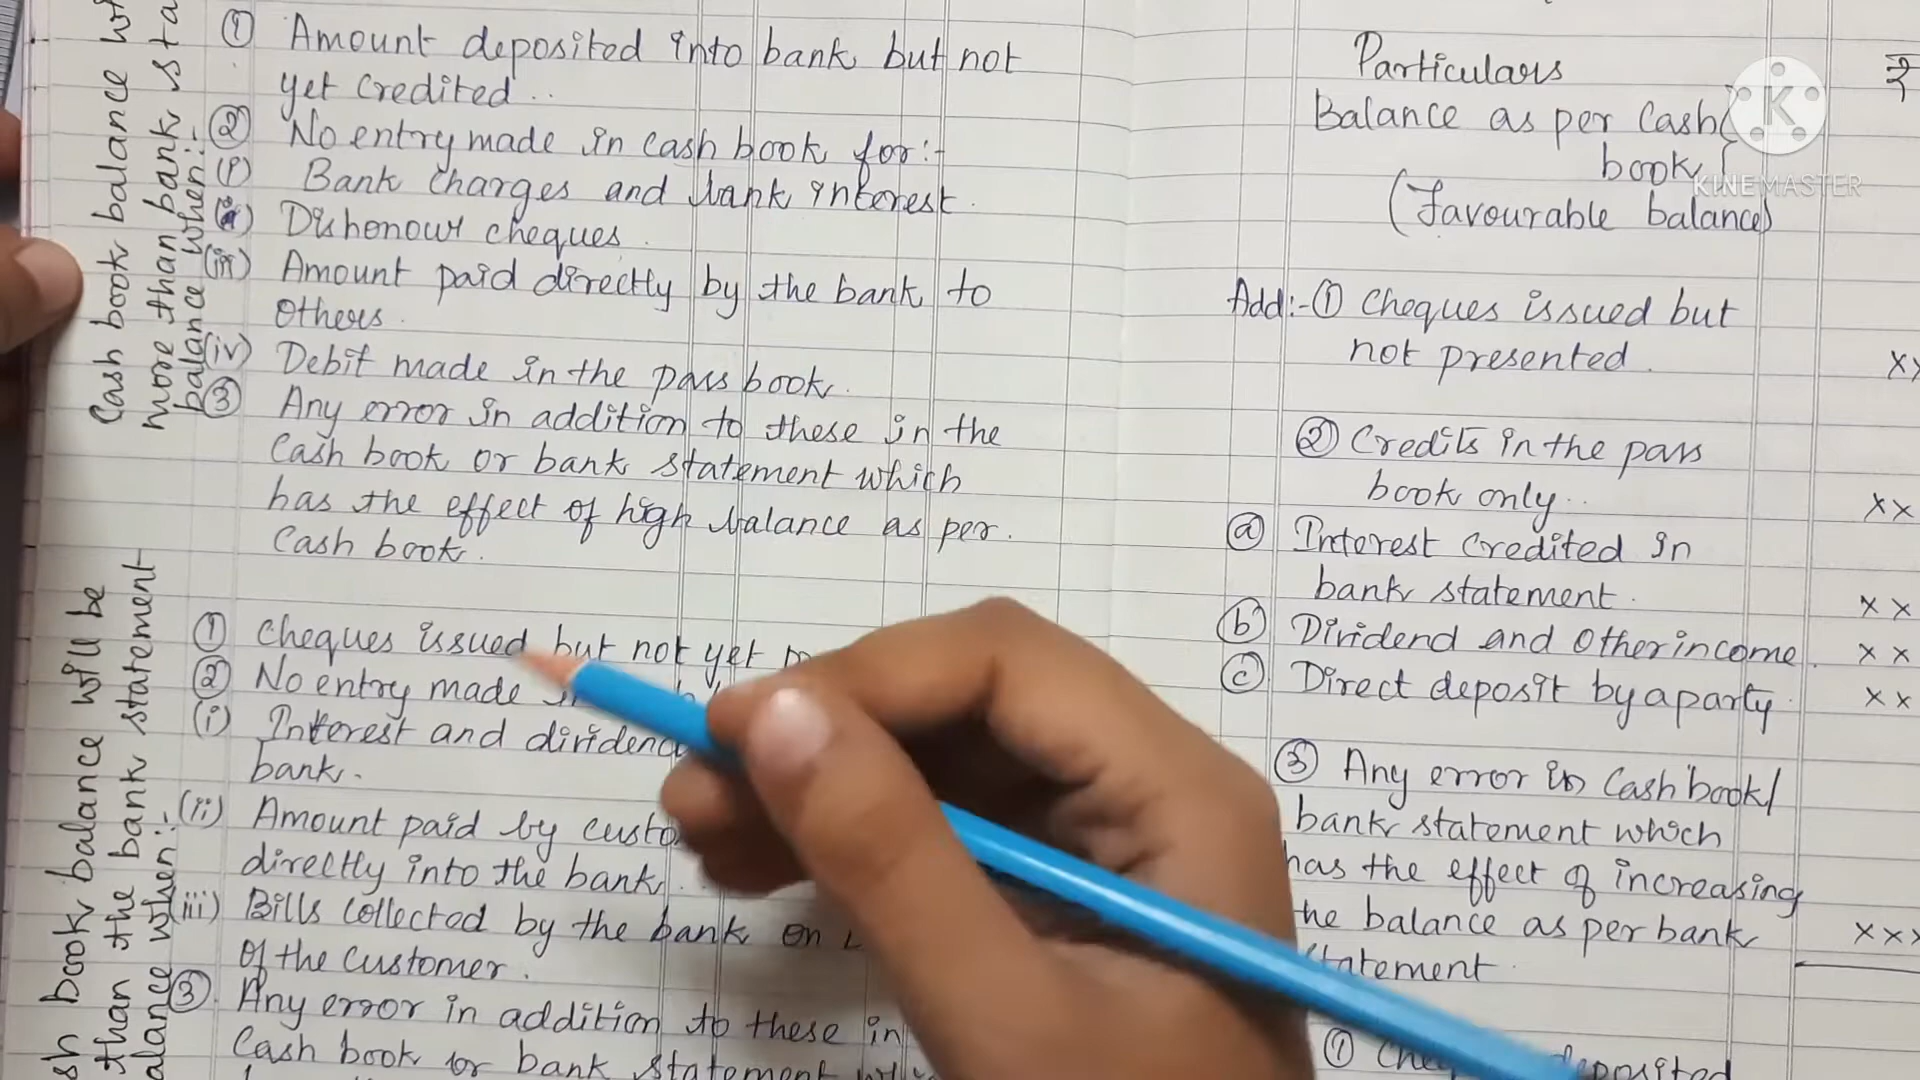 Cash book balance
more than bank sta
balance when:-
① Amount deposited into bank but not
yet credited..
② No entry made in cash book for:-
(i) Bank charges and bank interest.
Dishonour cheques.
(iii) Amount paid directly by the bank to
others.
(iv) Debit made in the pass book.
③ Any error in addition to these in the
Cash book or bank statement which
has the effect of high balance as per.
Cash book.
sh book balance will be
than the bank statement
alance when:-
① Cheques issued but not yet
② No entry made
(i) Interest and dividend
bank.
(ii) Amount paid by custo
directly into the bank..
(iii) Bills collected by the bank on
of the customer.
③ Any error in addition to these in
Cash book or bank statement
Particulars
₹
Balance as per Cash
book
(Favourable balance)
Add:- ① Cheques issued but
not presented.
xx
② Credits in the pass
book only..
xx
ⓐ Interest credited in
bank statement.
xx
ⓑ Dividend and other income.
xx
ⓒ Direct deposit by a party.
xx
③ Any error in Cash book/
bank statement which
has the effect of increasing
the balance as per bank
xxx
statement.
① deposited
K
KINEMASTER